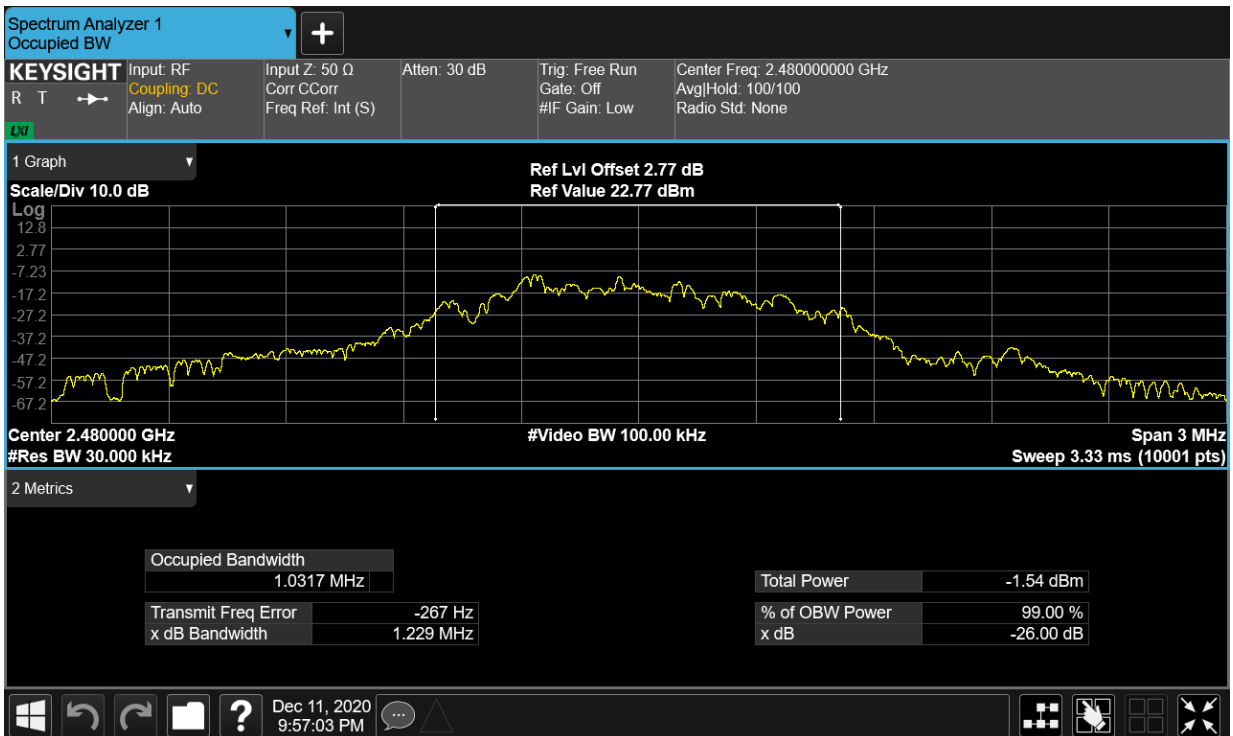 Spectrum Analyzer 1
Occupied BW
KEYSIGHT
R T
LXI
Input: RF
Coupling: DC
Align: Auto
Input Z: 50 Ω
Corr CCorr
Freq Ref: Int (S)
Atten: 30 dB
Trig: Free Run
Gate: Off
#IF Gain: Low
Center Freq: 2.480000000 GHz
Avg|Hold: 100/100
Radio Std: None
1 Graph
Scale/Div 10.0 dB
Ref Lvl Offset 2.77 dB
Ref Value 22.77 dBm
Log
12.8
2.77
-7.23
-17.2
-27.2
-37.2
-47.2
-57.2
-67.2
Center 2.480000 GHz
#Res BW 30.000 kHz
#Video BW 100.00 kHz
Span 3 MHz
Sweep 3.33 ms (10001 pts)
2 Metrics
Occupied Bandwidth
1.0317 MHz
Transmit Freq Error -267 Hz
x dB Bandwidth 1.229 MHz
Total Power -1.54 dBm
% of OBW Power 99.00 %
x dB -26.00 dB
Dec 11, 2020
9:57:03 PM